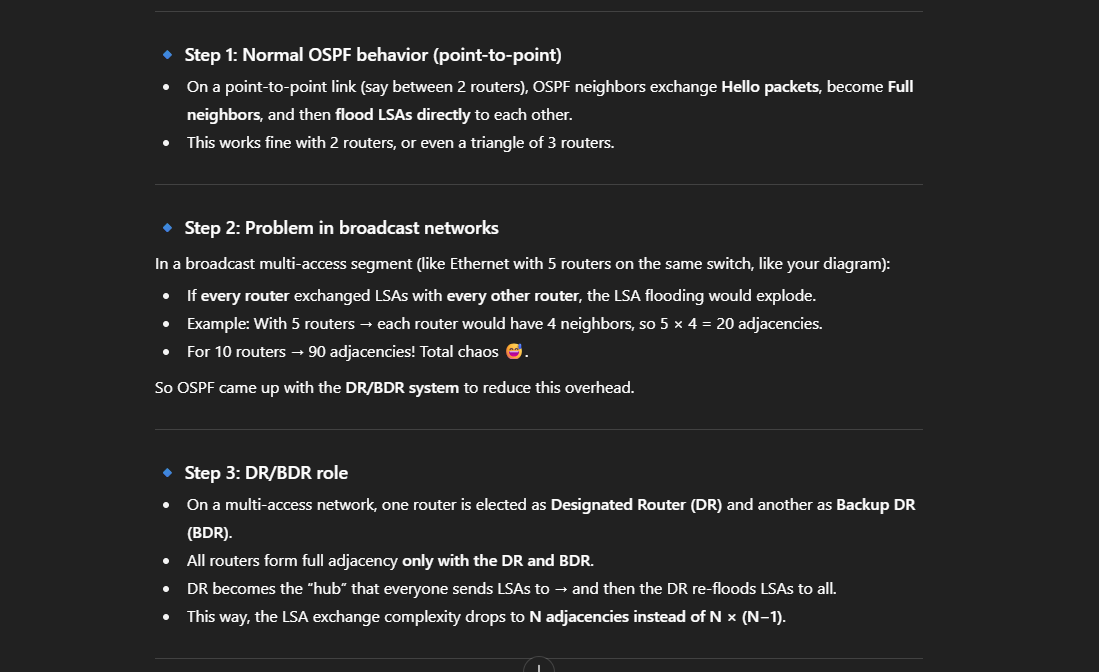 Step 1: Normal OSPF behavior (point-to-point)
On a point-to-point link (say between 2 routers), OSPF neighbors exchange Hello packets, become Full
neighbors, and then flood LSAs directly to each other.
This works fine with 2 routers, or even a triangle of 3 routers.
Step 2: Problem in broadcast networks
In a broadcast multi-access segment (like Ethernet with 5 routers on the same switch, like your diagram):
If every router exchanged LSAs with every other router, the LSA flooding would explode.
Example: With 5 routers → each router would have 4 neighbors, so 5 × 4 = 20 adjacencies.
For 10 routers → 90 adjacencies! Total chaos 😅.
So OSPF came up with the DR/BDR system to reduce this overhead.
Step 3: DR/BDR role
On a multi-access network, one router is elected as Designated Router (DR) and another as Backup DR
(BDR).
All routers form full adjacency only with the DR and BDR.
DR becomes the “hub” that everyone sends LSAs to → and then the DR re-floods LSAs to all.
This way, the LSA exchange complexity drops to N adjacencies instead of N × (N−1).